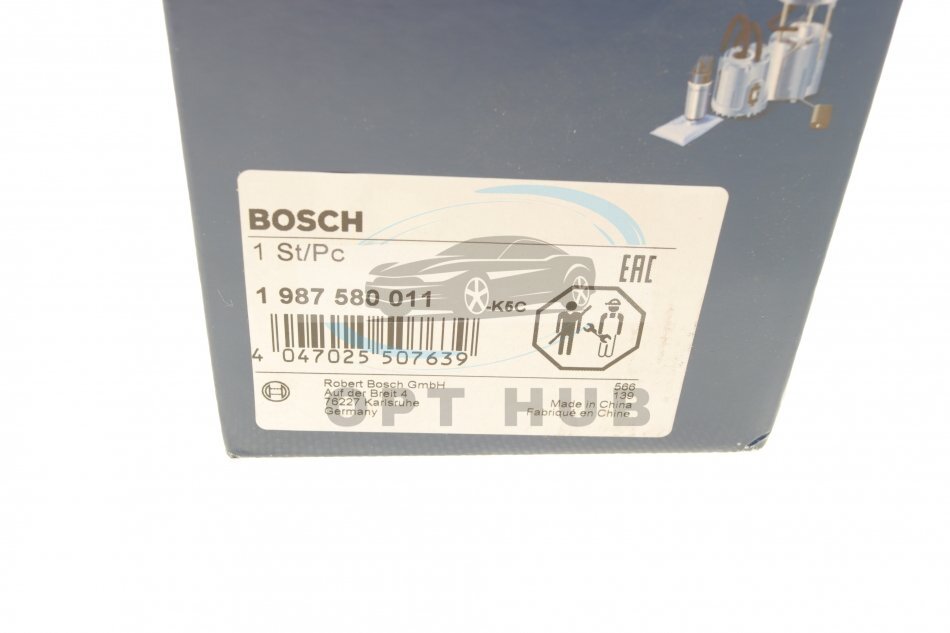 BOSCH
1 St/Pc
EAC
1 987 580 011
-K5C
4 047025 507639
Robert Bosch GmbH
Auf der Breit 4
76227 Karlsruhe
Germany
566
139
Made in China
Fabriqué en Chine
OPT HUB